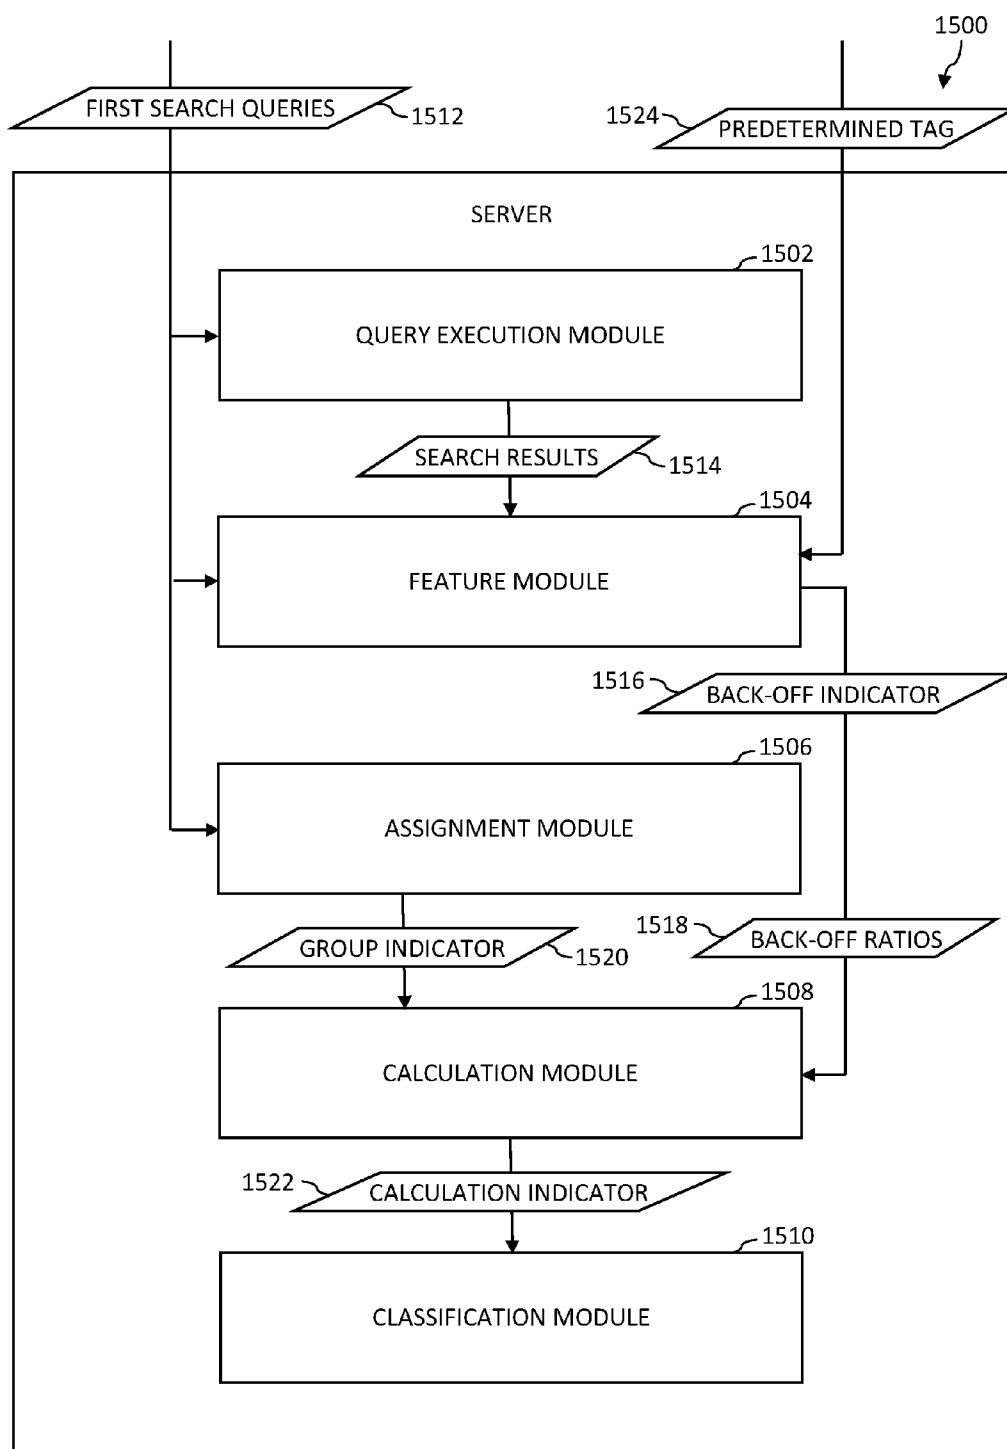 1500
FIRST SEARCH QUERIES
1512
1524
PREDETERMINED TAG
SERVER
1502
QUERY EXECUTION MODULE
SEARCH RESULTS
1514
1504
FEATURE MODULE
1516
BACK-OFF INDICATOR
1506
ASSIGNMENT MODULE
1518
BACK-OFF RATIOS
GROUP INDICATOR
1520
1508
CALCULATION MODULE
1522
CALCULATION INDICATOR
1510
CLASSIFICATION MODULE